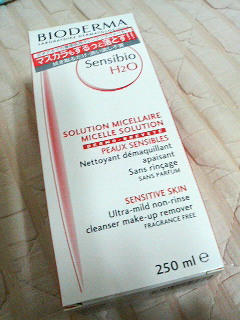 BIODERMA
LABORATOIRE DERMATOLOGIQUE
マスカラもするっと落とす!!
Sensibio
H2O
SOLUTION MICELLAIRE
MICELLE SOLUTION
PEAUX SENSIBLES
Nettoyant démaquillant
apaisant
Sans rinçage
SANS PARFUM
SENSITIVE SKIN
Ultra-mild non-rinse
cleanser make-up remover
FRAGRANCE FREE
250 ml e